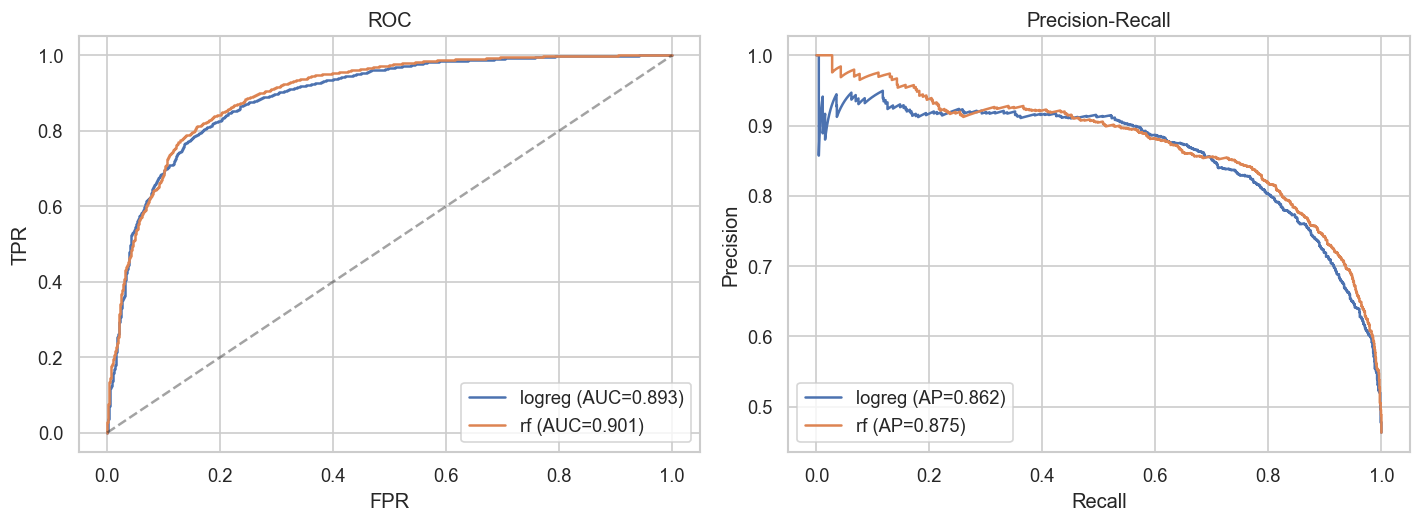 ROC
TPR
1.0
0.8
0.6
0.4
0.2
0.0
logreg (AUC=0.893)
rf (AUC=0.901)
0.0 0.2 0.4 0.6 0.8 1.0
FPR
Precision-Recall
Precision
1.0
0.9
0.8
0.7
0.6
0.5
logreg (AP=0.862)
rf (AP=0.875)
0.0 0.2 0.4 0.6 0.8 1.0
Recall